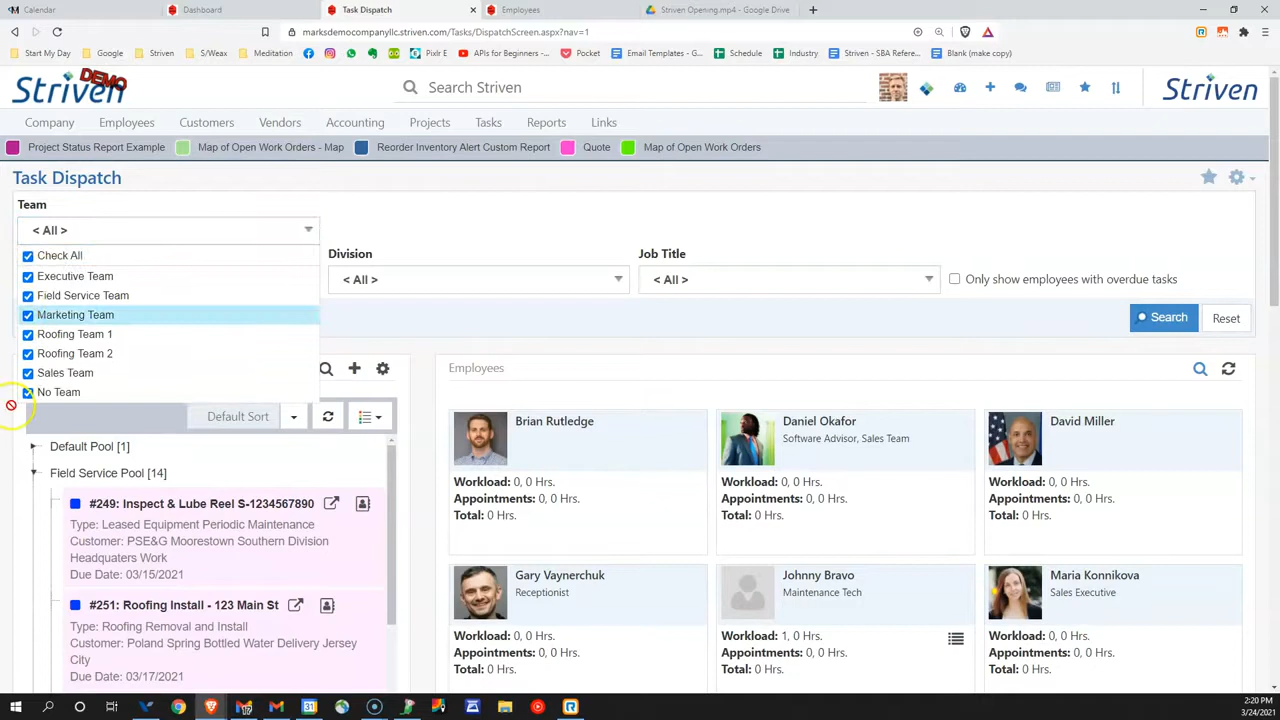 Calendar
Dashboard
Task Dispatch
Employees
Striven Opening.mp4 - Google Drive
marksdemocompanyllc.striven.com/Tasks/DispatchScreen.aspx?nav=1
Start My Day
Google
Striven
S/Weax
Meditation
Pixlr E
APIs for Beginners -...
Pocket
Email Templates - G...
Schedule
Industry
Striven - SBA Refere...
Blank (make copy)
Striven
DEMO
Search Striven
Striven
Company
Employees
Customers
Vendors
Accounting
Projects
Tasks
Reports
Links
Project Status Report Example
Map of Open Work Orders - Map
Reorder Inventory Alert Custom Report
Quote
Map of Open Work Orders
Task Dispatch
Team
< All >
Check All
Executive Team
Field Service Team
Marketing Team
Roofing Team 1
Roofing Team 2
Sales Team
No Team
Division
< All >
Job Title
< All >
Only show employees with overdue tasks
Search
Reset
Default Sort
Default Pool [1]
Field Service Pool [14]
#249: Inspect & Lube Reel S-1234567890
Type: Leased Equipment Periodic Maintenance
Customer: PSE&G Moorestown Southern Division
Headquaters Work
Due Date: 03/15/2021
#251: Roofing Install - 123 Main St
Type: Roofing Removal and Install
Customer: Poland Spring Bottled Water Delivery Jersey
City
Due Date: 03/17/2021
Employees
Brian Rutledge
Workload: 0, 0 Hrs.
Appointments: 0, 0 Hrs.
Total: 0 Hrs.
Daniel Okafor
Software Advisor, Sales Team
Workload: 0, 0 Hrs.
Appointments: 0, 0 Hrs.
Total: 0 Hrs.
David Miller
Workload: 0, 0 Hrs.
Appointments: 0, 0 Hrs.
Total: 0 Hrs.
Gary Vaynerchuk
Receptionist
Workload: 0, 0 Hrs.
Appointments: 0, 0 Hrs.
Total: 0 Hrs.
Johnny Bravo
Maintenance Tech
Workload: 1, 0 Hrs.
Appointments: 0, 0 Hrs.
Total: 0 Hrs.
Maria Konnikova
Sales Executive
Workload: 0, 0 Hrs.
Appointments: 0, 0 Hrs.
Total: 0 Hrs.
2:20 PM
3/24/2021